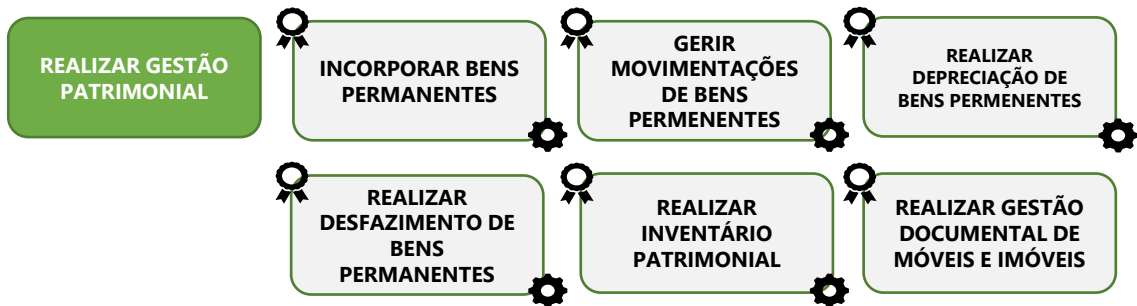 REALIZAR GESTÃO
PATRIMONIAL
INCORPORAR BENS
PERMANENTES
GERIR
MOVIMENTAÇÕES
DE BENS
PERMENENTES
REALIZAR
DEPRECIAÇÃO DE
BENS PERMENENTES
REALIZAR
DESFAZIMENTO DE
BENS
PERMANENTES
REALIZAR
INVENTÁRIO
PATRIMONIAL
REALIZAR GESTÃO
DOCUMENTAL DE
MÓVEIS E IMÓVEIS